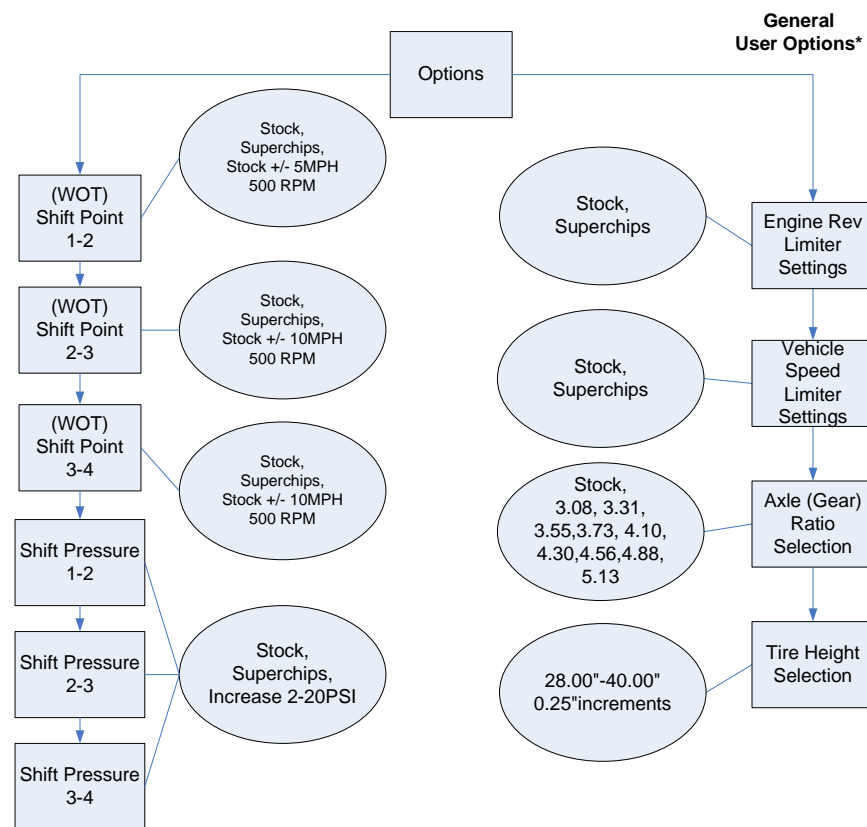 General
User Options*
Options
(WOT)
Shift Point
1-2
Stock,
Superchips,
Stock +/- 5MPH
500 RPM
(WOT)
Shift Point
2-3
Stock,
Superchips,
Stock +/- 10MPH
500 RPM
(WOT)
Shift Point
3-4
Stock,
Superchips,
Stock +/- 10MPH
500 RPM
Shift Pressure
1-2
Shift Pressure
2-3
Shift Pressure
3-4
Stock,
Superchips,
Increase 2-20PSI
Stock,
Superchips
Engine Rev
Limiter
Settings
Stock,
Superchips
Vehicle
Speed
Limiter
Settings
Stock,
3.08, 3.31,
3.55,3.73, 4.10,
4.30,4.56,4.88,
5.13
Axle (Gear)
Ratio
Selection
28.00"-40.00"
0.25"increments
Tire Height
Selection